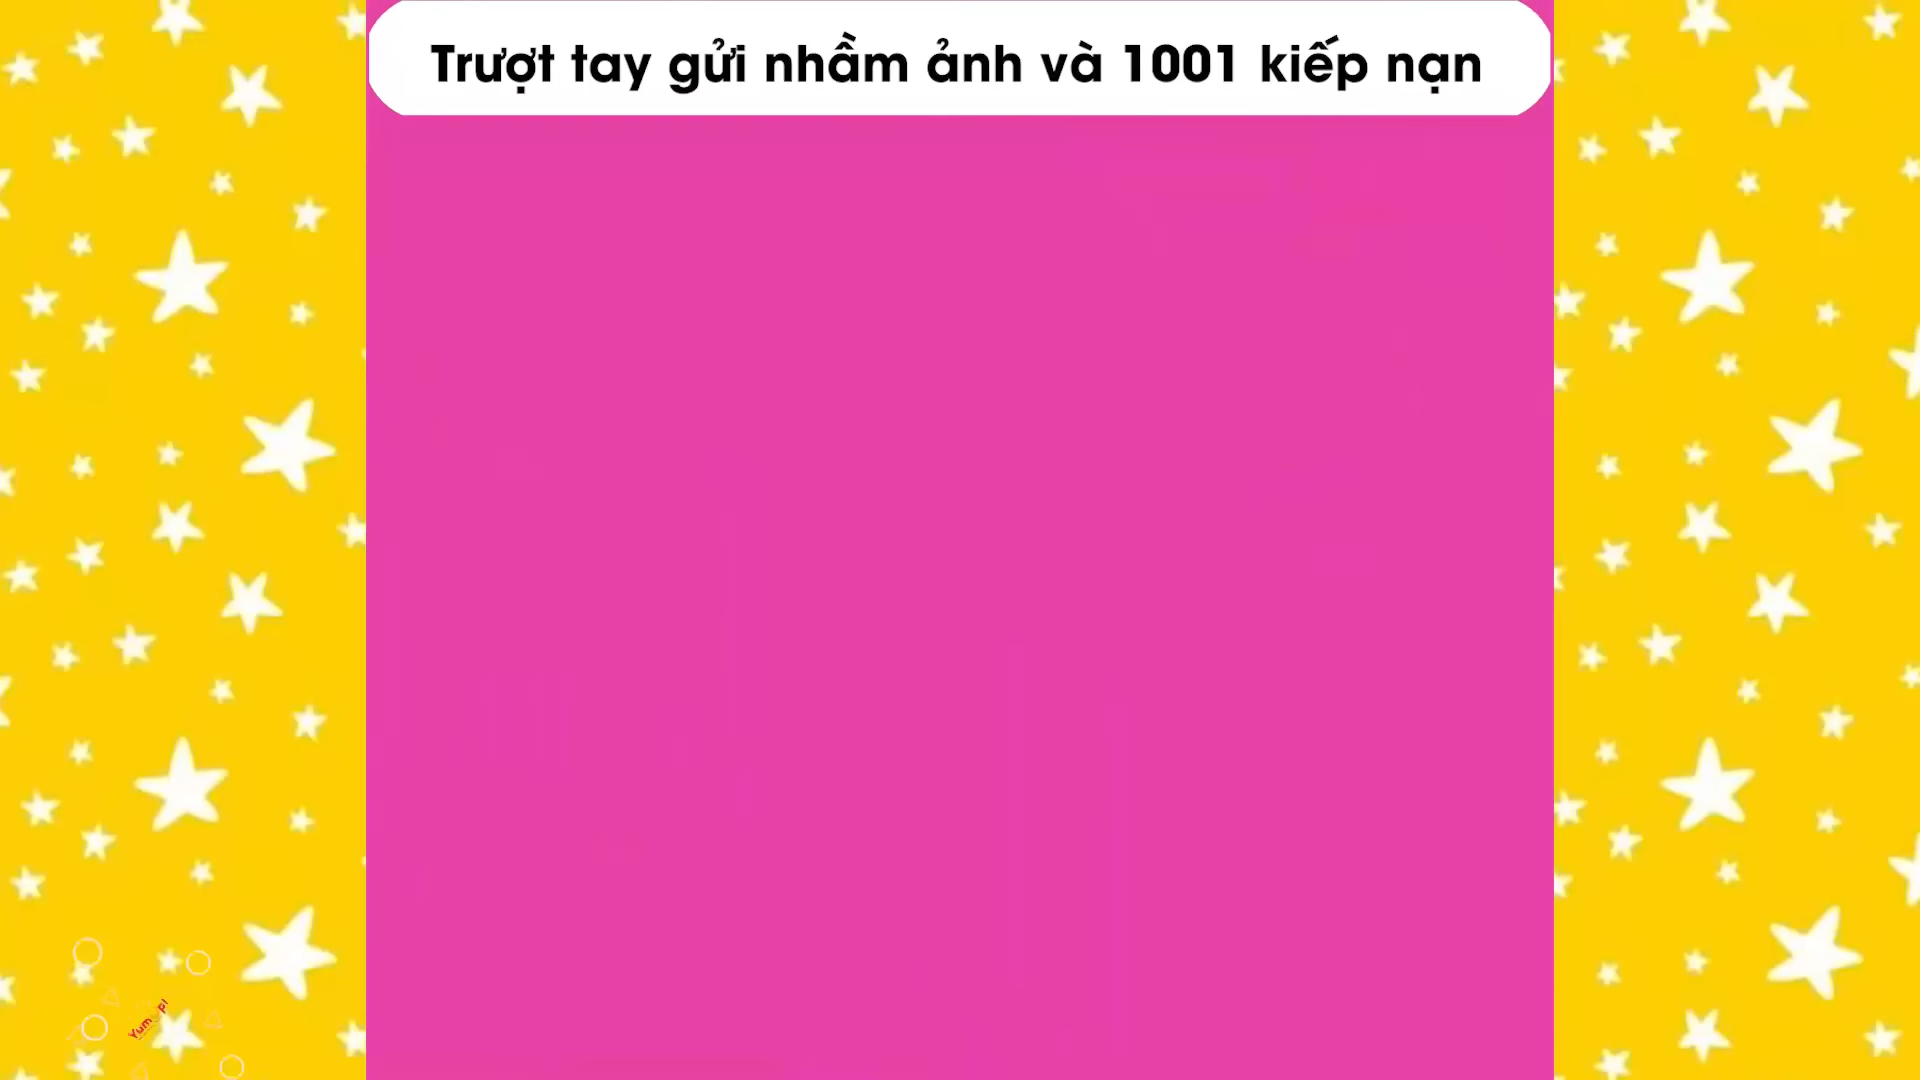 Trượt tay gửi nhầm ảnh và 1001 kiếp nạn